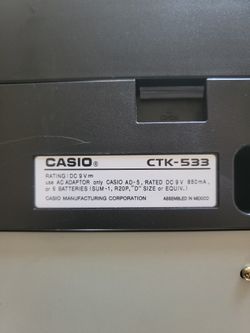 CASIO® CTK-533
RATING: DC 9V ⎓
use AC ADAPTOR only CASIO AD-5, RATED DC 9V 850mA,
or 6 BATTERIES (SUM-1, R20P, "D" SIZE or EQUIV.)
CASIO MANUFACTURING CORPORATION ASSEMBLED IN MEXICO